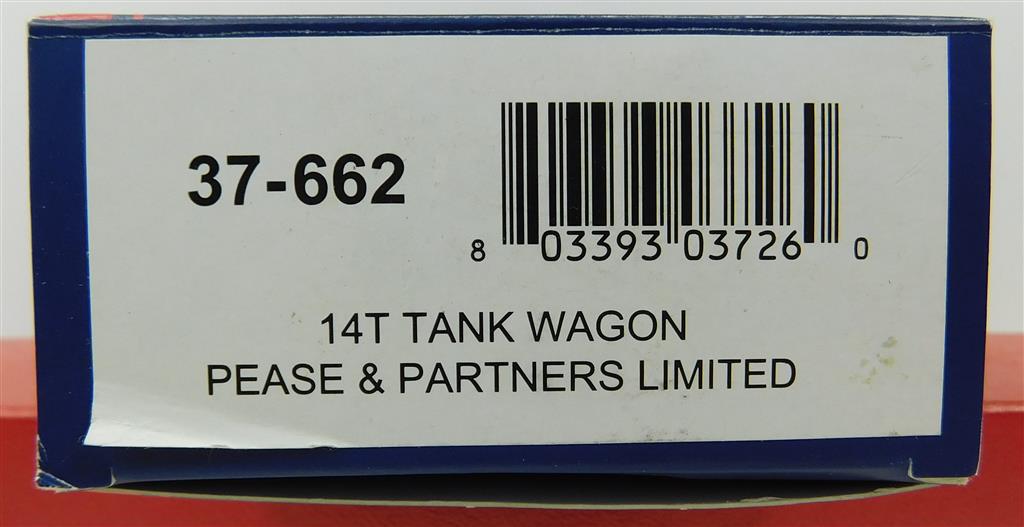 37-662
8 03393 03726 0
14T TANK WAGON
PEASE & PARTNERS LIMITED